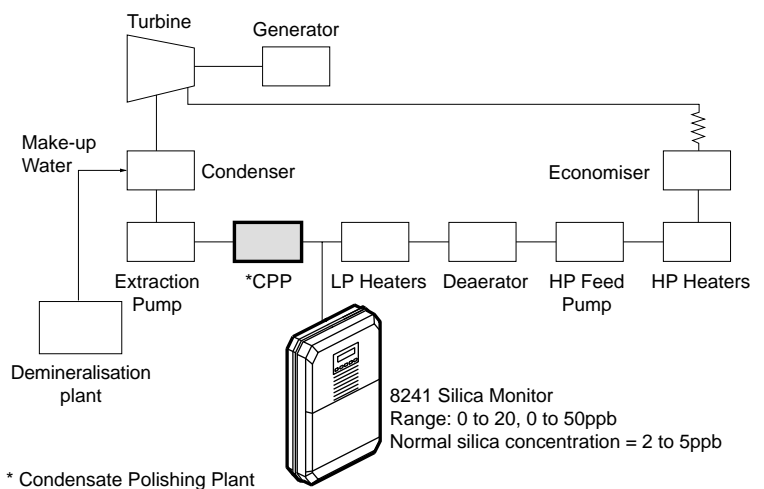 Turbine
Generator
Make-up
Water
Condenser
Economiser
Extraction
Pump
*CPP
LP Heaters
Deaerator
HP Feed
Pump
HP Heaters
Demineralisation
plant
8241 Silica Monitor
Range: 0 to 20, 0 to 50ppb
Normal silica concentration = 2 to 5ppb
* Condensate Polishing Plant